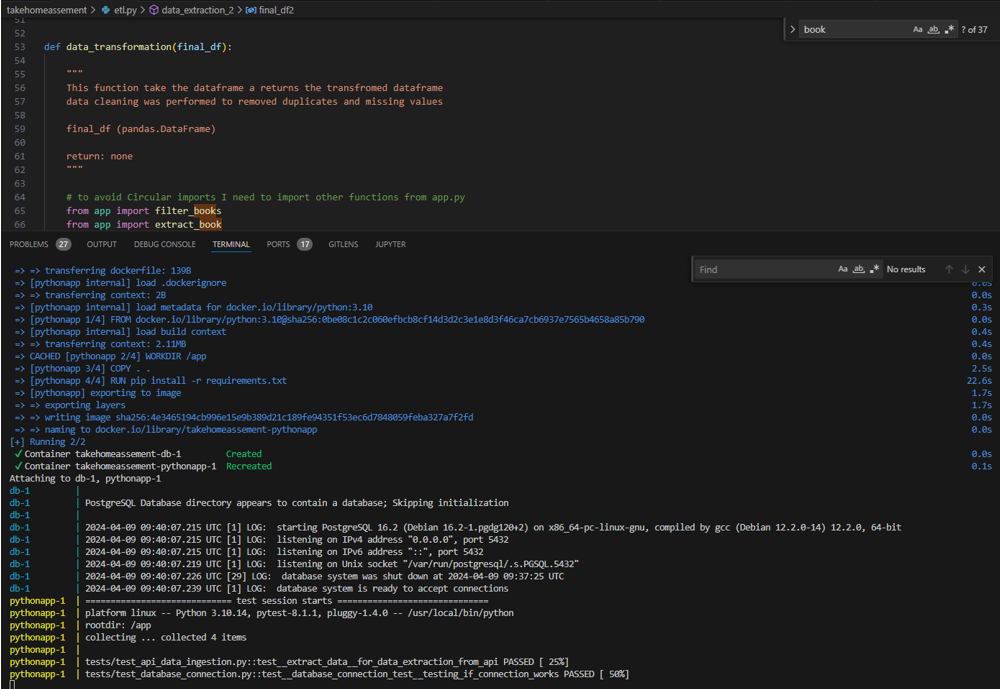 takehomeassement > etl.py > data_extraction_2 > final_df2
book
Aa ab ? of 37
51
52
53 def data_transformation(final_df):
54
55 """
56 This function take the dataframe a returns the transfromed dataframe
57 data cleaning was performed to removed duplicates and missing values
58
59 final_df (pandas.DataFrame)
60
61 return: none
62 """
63
64 # to avoid Circular imports I need to import other functions from app.py
65 from app import filter_books
66 from app import extract_book
PROBLEMS 27 OUTPUT DEBUG CONSOLE TERMINAL PORTS 17 GITLENS JUPYTER
Find Aa ab No results
=> => transferring dockerfile: 139B
=> [pythonapp internal] load .dockerignore 0.0s
=> => transferring context: 2B 0.0s
=> [pythonapp internal] load metadata for docker.io/library/python:3.10 0.3s
=> [pythonapp 1/4] FROM docker.io/library/python:3.10@sha256:0be08c1c2c060efbcb8cf14d3d2c3e1e8d3f46ca7cb6937e7565b4658a85b790 0.0s
=> [pythonapp internal] load build context 0.4s
=> => transferring context: 2.11MB 0.4s
=> CACHED [pythonapp 2/4] WORKDIR /app 0.0s
=> [pythonapp 3/4] COPY . . 2.5s
=> [pythonapp 4/4] RUN pip install -r requirements.txt 22.6s
=> [pythonapp] exporting to image 1.7s
=> => exporting layers 1.7s
=> => writing image sha256:4e3465194cb996e15e9b389d21c189fe94351f53ec6d7848059feba327a7f2fd 0.0s
=> => naming to docker.io/library/takehomeassement-pythonapp 0.0s
[+] Running 2/2
✓ Container takehomeassement-db-1 Created 0.0s
✓ Container takehomeassement-pythonapp-1 Recreated 0.1s
Attaching to db-1, pythonapp-1
db-1 |
db-1 | PostgreSQL Database directory appears to contain a database; Skipping initialization
db-1 |
db-1 | 2024-04-09 09:40:07.215 UTC [1] LOG: starting PostgreSQL 16.2 (Debian 16.2-1.pgdg120+2) on x86_64-pc-linux-gnu, compiled by gcc (Debian 12.2.0-14) 12.2.0, 64-bit
db-1 | 2024-04-09 09:40:07.215 UTC [1] LOG: listening on IPv4 address "0.0.0.0", port 5432
db-1 | 2024-04-09 09:40:07.215 UTC [1] LOG: listening on IPv6 address "::", port 5432
db-1 | 2024-04-09 09:40:07.219 UTC [1] LOG: listening on Unix socket "/var/run/postgresql/.s.PGSQL.5432"
db-1 | 2024-04-09 09:40:07.226 UTC [29] LOG: database system was shut down at 2024-04-09 09:37:25 UTC
db-1 | 2024-04-09 09:40:07.239 UTC [1] LOG: database system is ready to accept connections
pythonapp-1 | ============================= test session starts ==============================
pythonapp-1 | platform linux -- Python 3.10.14, pytest-8.1.1, pluggy-1.4.0 -- /usr/local/bin/python
pythonapp-1 | rootdir: /app
pythonapp-1 | collecting ... collected 4 items
pythonapp-1 |
pythonapp-1 | tests/test_api_data_ingestion.py::test__extract_data__for_data_extraction_from_api PASSED [ 25%]
pythonapp-1 | tests/test_database_connection.py::test__database_connection_test__testing_if_connection_works PASSED [ 50%]